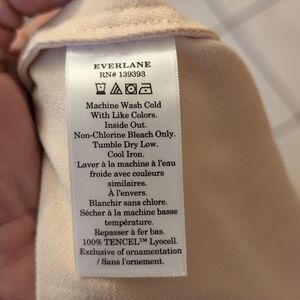 EVERLANE
RN# 139393
Machine Wash Cold
With Like Colors.
Inside Out.
Non-Chlorine Bleach Only.
Tumble Dry Low.
Cool Iron.
Laver à la machine à l'eau
froide avec couleurs
similaires.
À l'envers.
Blanchir sans chlore.
Sécher à la machine basse
température.
Repasser à fer bas.
100% TENCEL™ Lyocell.
Exclusive of ornamentation
/ Sans l'ornement.